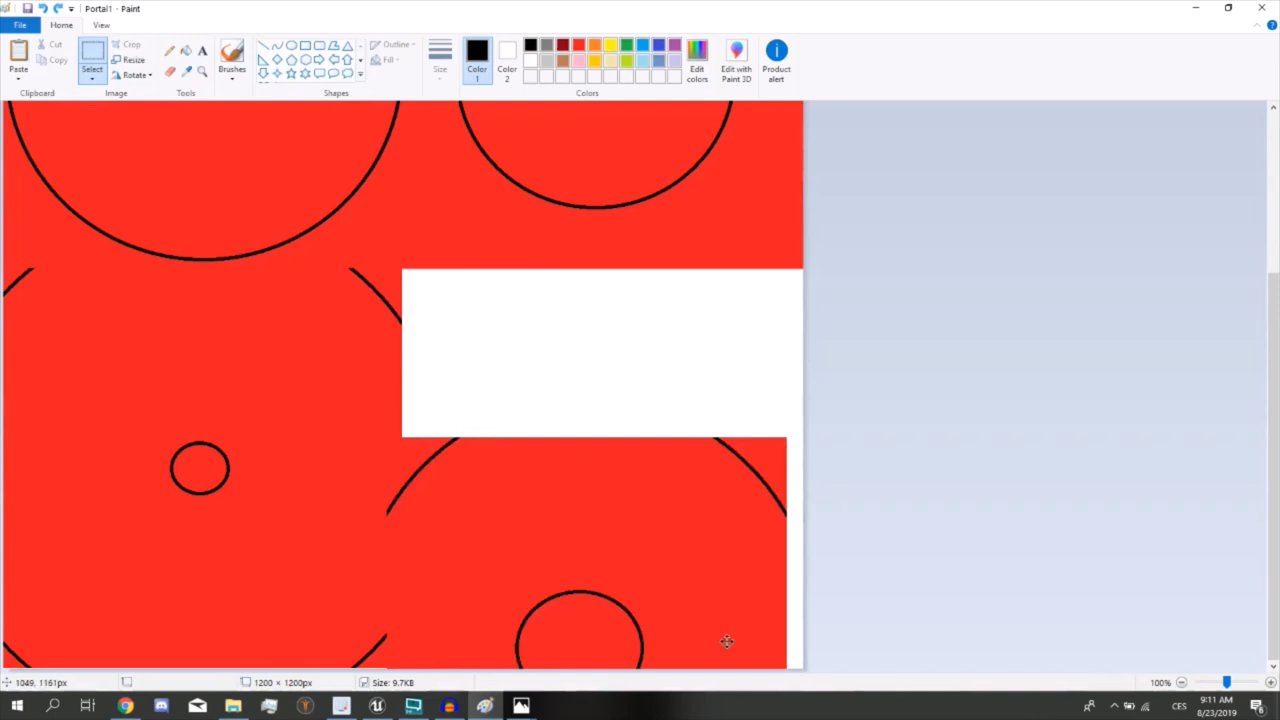 Portal1 - Paint
File Home View
Paste
Cut
Copy
Clipboard
Select
Crop
Resize
Rotate
Image
A
Tools
Brushes
Outline
Fill
Shapes
Size
Color 1
Color 2
Edit colors
Colors
Edit with Paint 3D
Product alert
1049, 1161px
1200 × 1200px
Size: 9.7KB
100%
CES
9:11 AM
8/23/2019
6